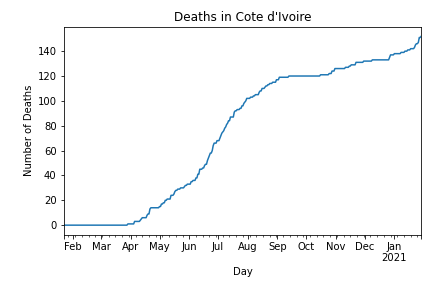 Deaths in Cote d'Ivoire
Number of Deaths
140
120
100
80
60
40
20
0
Feb Mar Apr May Jun Jul Aug Sep Oct Nov Dec Jan
2021
Day